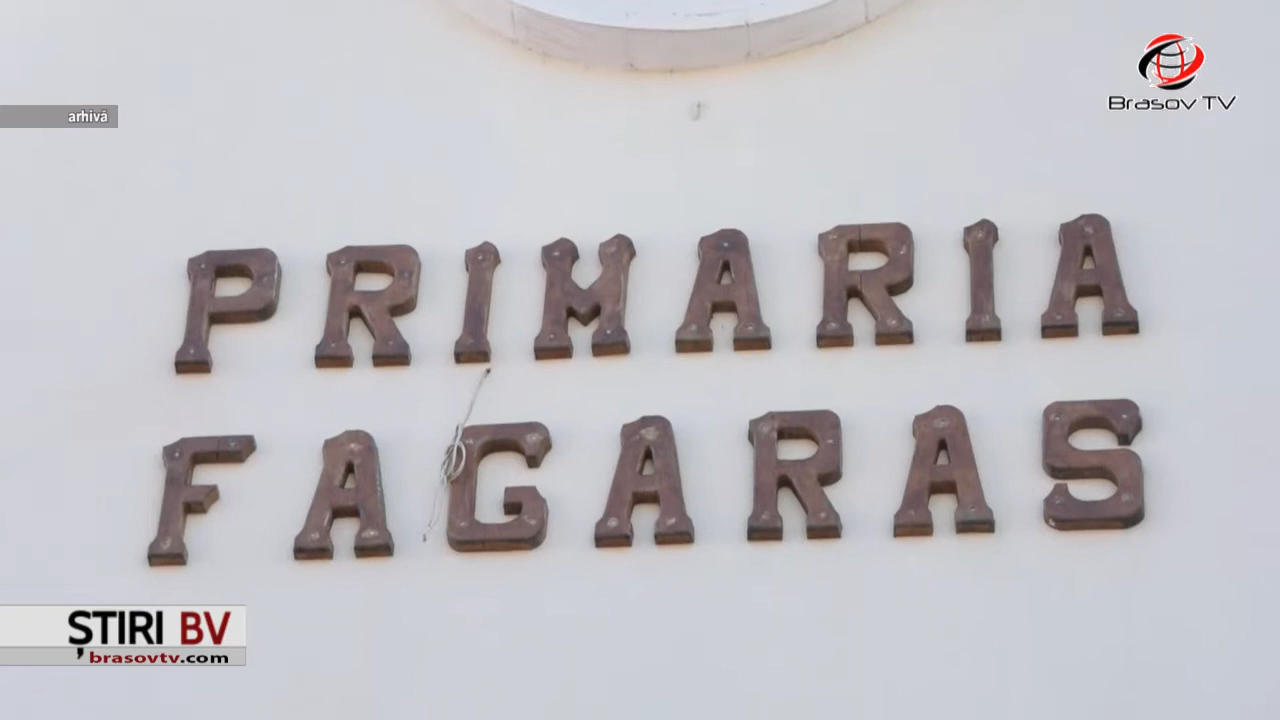 Brasov TV
arhivă
PRIMARIA
FAGARAS
ȘTIRI BV
brasovtv.com